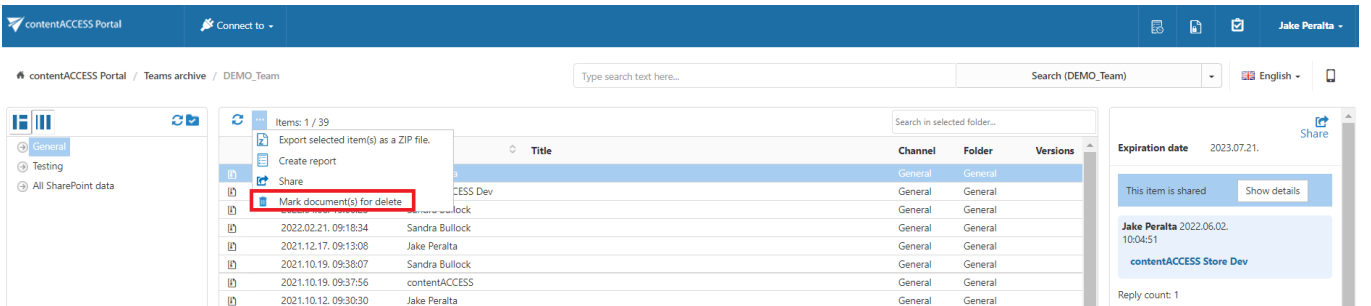 contentACCESS Portal
Connect to
Jake Peralta
contentACCESS Portal / Teams archive / DEMO_Team
Type search text here...
Search (DEMO_Team)
English
Items: 1 / 39
Search in selected folder...
General
Testing
All SharePoint data
Export selected item(s) as a ZIP file.
Create report
Share
Mark document(s) for delete
Title Channel Folder Versions
General General
CESS Dev General General
General General
2022.02.21. 09:18:34 Sandra Bullock General General
2021.12.17. 09:13:08 Jake Peralta General General
2021.10.19. 09:38:07 Sandra Bullock General General
2021.10.19. 09:37:56 contentACCESS General General
2021.10.12. 09:30:30 Jake Peralta General General
Share
Expiration date 2023.07.21.
This item is shared Show details
Jake Peralta 2022.06.02.
10:04:51
contentACCESS Store Dev
Reply count: 1